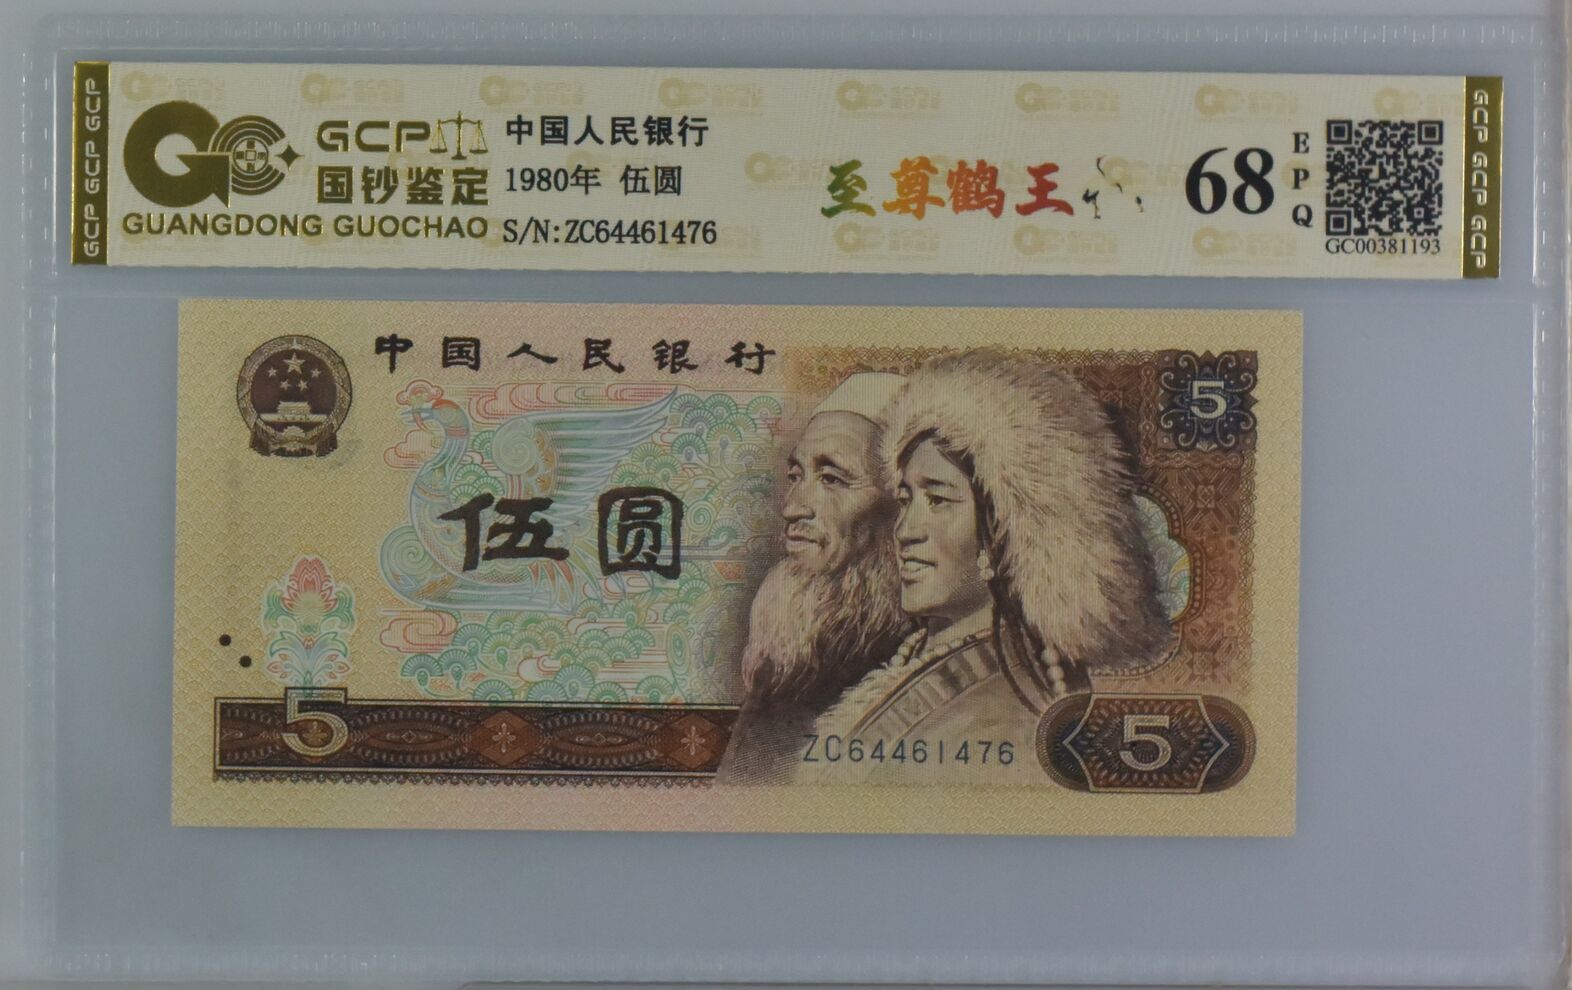 GCP GCP GCP
GCP
国钞鉴定
GUANGDONG GUOCHAO
中国人民银行
1980年 伍圆
S/N:ZC64461476
至尊鹤王
68
EPQ
GC00381193
GCP GCP GCP
中国人民银行
5
伍圆
5
ZC64461476
5